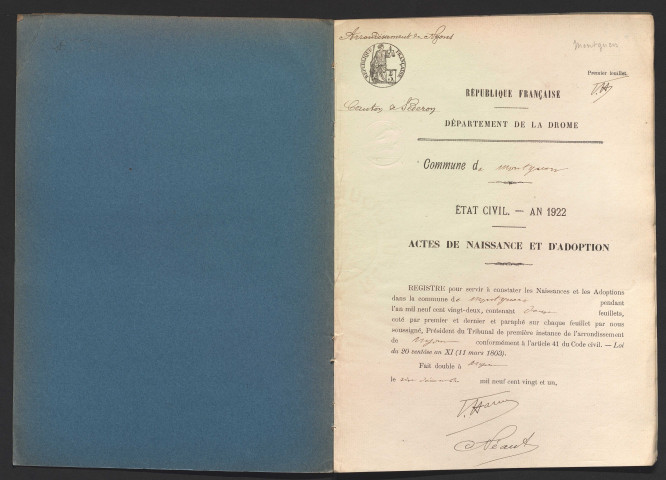 Arrondissement de Nyons
Montguers
RÉPUBLIQUE FRANÇAISE
Premier feuillet.
RÉPUBLIQUE FRANÇAISE
Canton de Séderon
DÉPARTEMENT DE LA DROME
Commune de Montguers
ÉTAT CIVIL. — AN 1922
ACTES DE NAISSANCE ET D'ADOPTION
REGISTRE pour servir à constater les Naissances et les Adoptions
dans la commune de Montguers pendant
l'an mil neuf cent vingt-deux, contenant feuillets,
coté par premier et dernier et paraphé sur chaque feuillet par nous
soussigné, Président du Tribunal de première instance de l'arrondissement
de Nyons conformément à l'article 41 du Code civil. — Loi
du 20 ventôse an XI (11 mars 1803).
Fait double à Nyons
le mil neuf cent vingt et un,